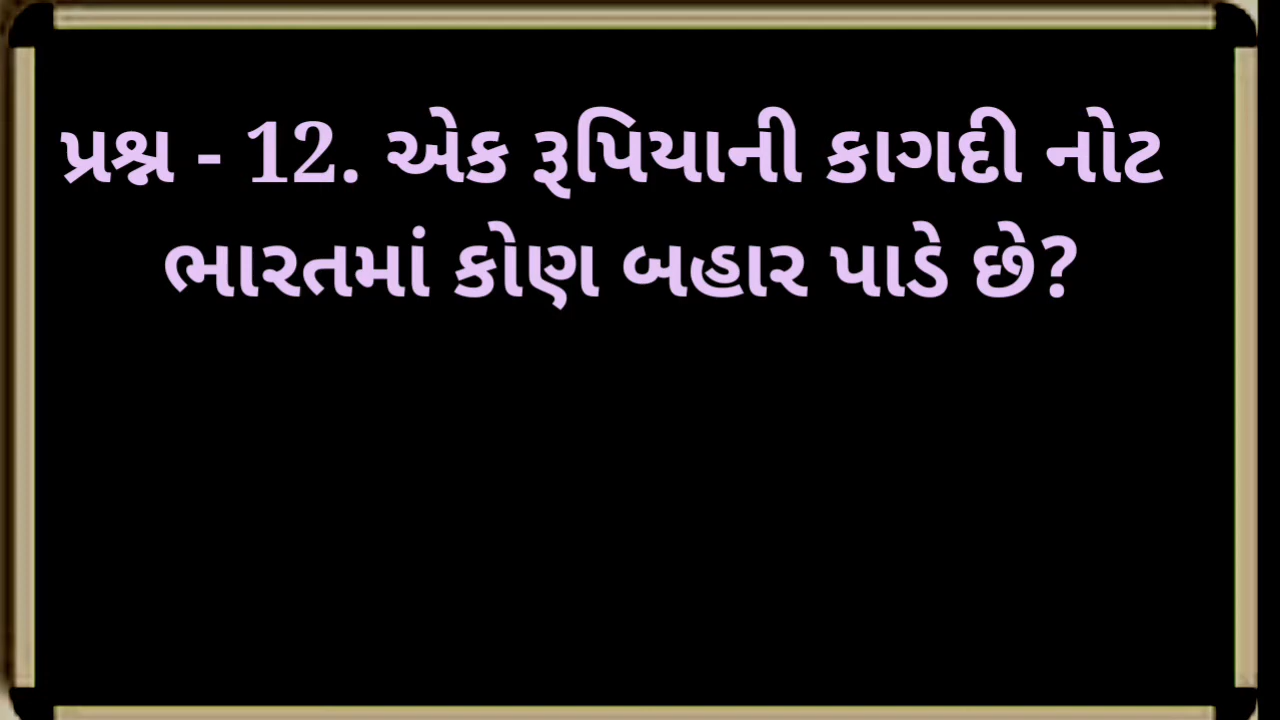 પ્રશ્ન - 12. એક રૂપિયાની કાગદી નોટ
ભારતમાં કોણ બહાર પાડે છે?